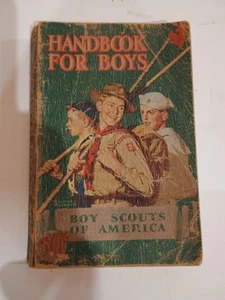 HANDBOOK
FOR BOYS
BOY SCOUTS
OF AMERICA